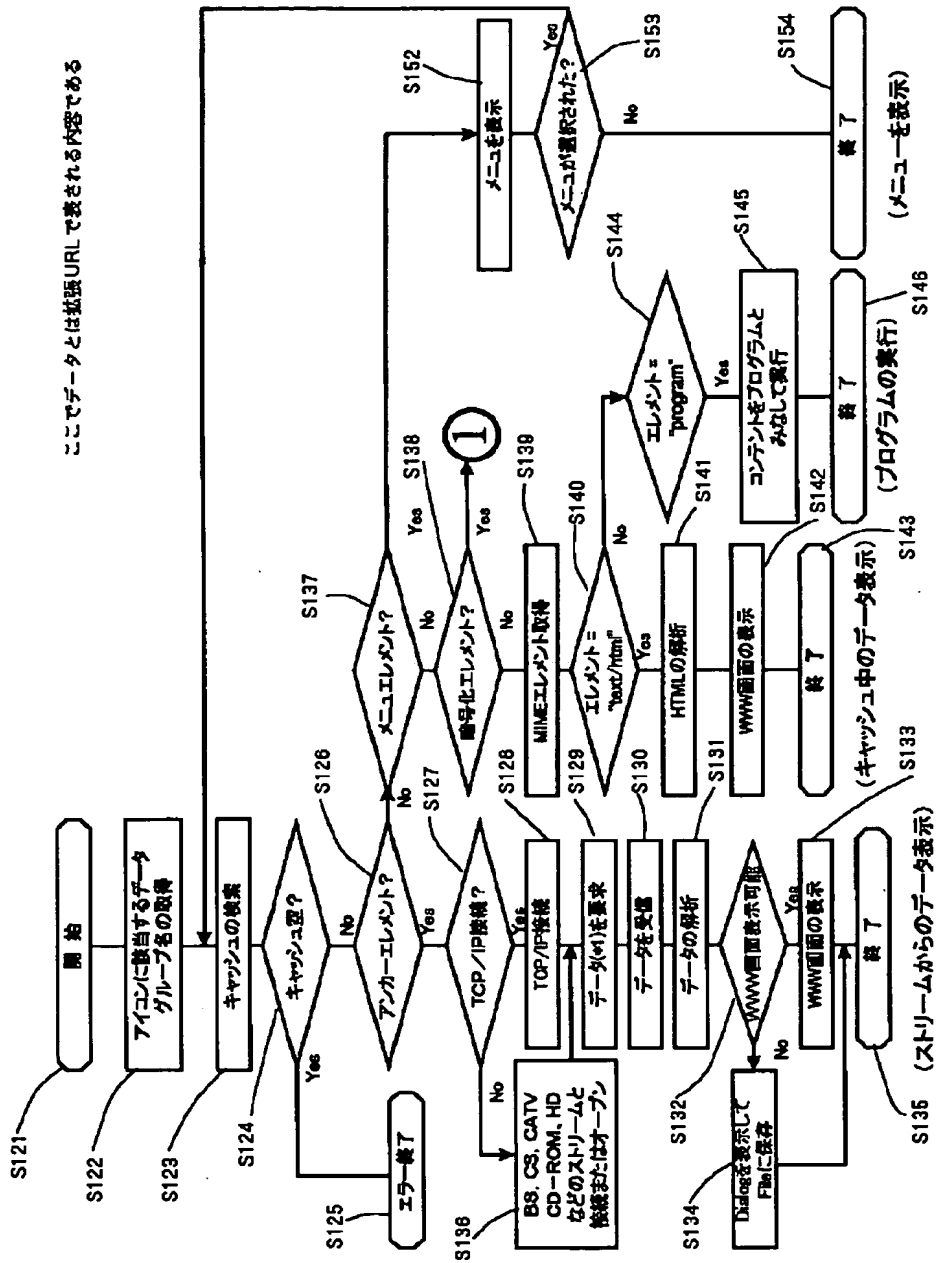 ここでデータとは拡張URLで表される内容である
S121
開 始
S122
アイコンに該当するデータ
グループ名の取得
S123
キャッシュの検索
S124
キャッシュ空?
Yes
No
S125
エラー終了
S126
アンカーエレメント?
No
Yes
S127
TCP/IP接続?
No
Yes
S136
BS, CS, CATV
CD-ROM, HD
などのストリームと
接続またはオープン
S128
TCP/IP接続
S129
データ(*1)を要求
S130
データを受信
S131
データの解析
S132
WWW画面表示可能
No
Yes
S134
Dialogを表示して
Fileに保存
S133
WWW画面の表示
S135
終 了
(ストリームからのデータ表示)
S137
メニュエレメント?
Yes
No
S138
暗号化エレメント?
Yes
1
No
S139
MIMEエレメント取得
S140
エレメント=
"text/html"
No
Yes
S141
HTMLの解析
S142
WWW画面の表示
S143
終 了
(キャッシュ中のデータ表示)
S144
エレメント=
"program"
Yes
S145
コンテントをプログラムと
みなして実行
S146
終 了
(プログラムの実行)
S152
メニュを表示
S153
メニュが選択された?
Yes
No
S154
終 了
(メニューを表示)